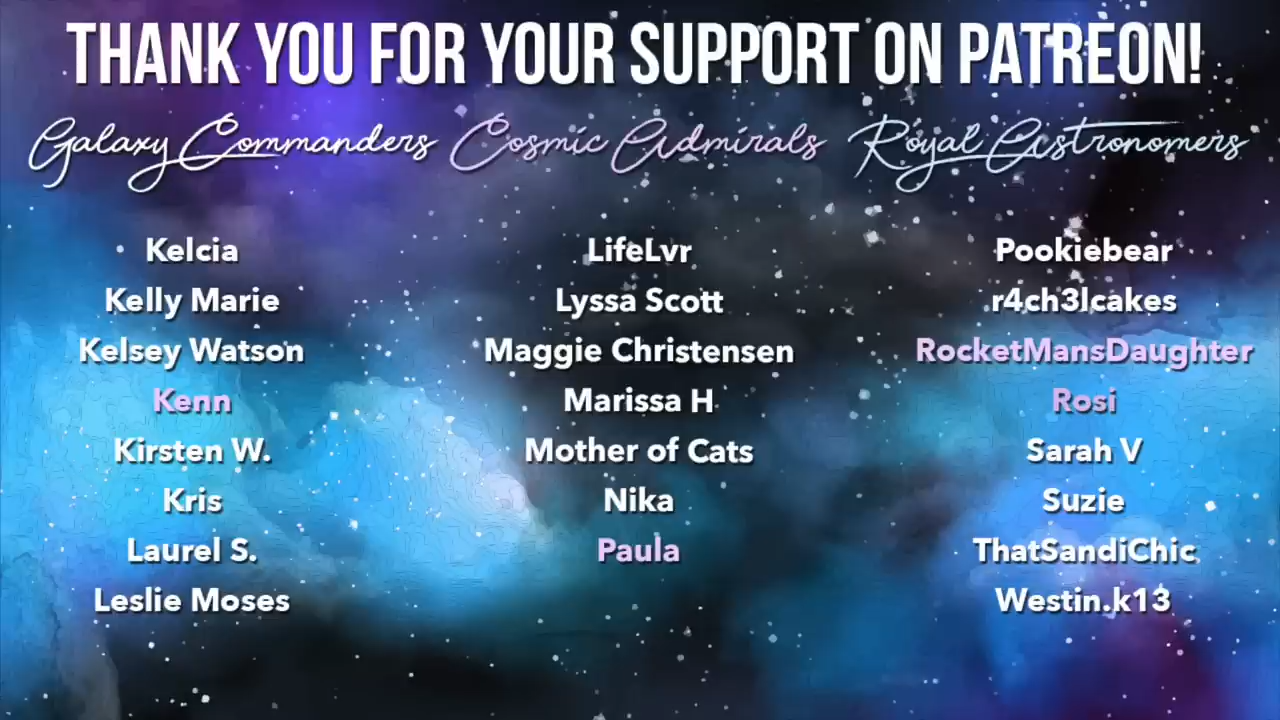 THANK YOU FOR YOUR SUPPORT ON PATREON!
Galaxy Commanders Cosmic Admirals Royal Astronomers
Kelcia
Kelly Marie
Kelsey Watson
Kenn
Kirsten W.
Kris
Laurel S.
Leslie Moses
LifeLvr
Lyssa Scott
Maggie Christensen
Marissa H
Mother of Cats
Nika
Paula
Pookiebear
r4ch3lcakes
RocketMansDaughter
Rosi
Sarah V
Suzie
ThatSandiChic
Westin.k13